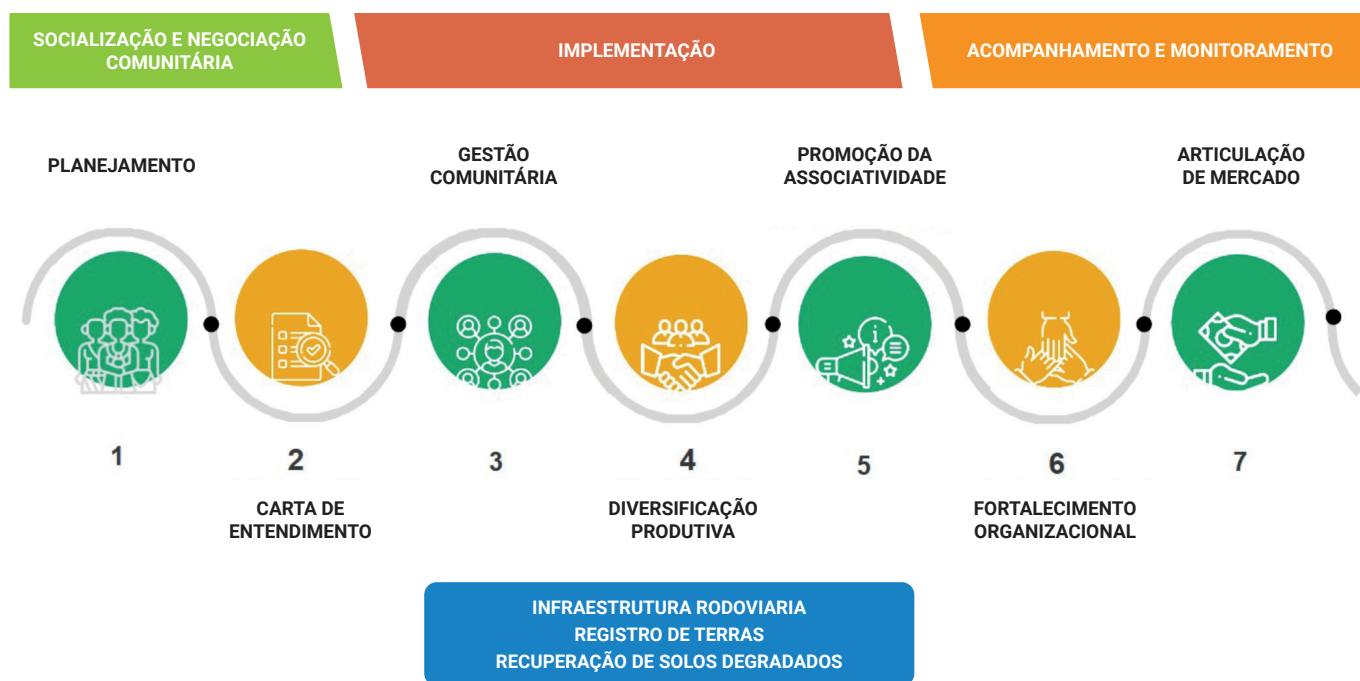 SOCIALIZAÇÃO E NEGOCIAÇÃO
COMUNITÁRIA
IMPLEMENTAÇÃO
ACOMPANHAMENTO E MONITORAMENTO
PLANEJAMENTO
GESTÃO
COMUNITÁRIA
PROMOÇÃO DA
ASSOCIATIVIDADE
ARTICULAÇÃO
DE MERCADO
1
2
3
4
5
6
7
CARTA DE
ENTENDIMENTO
DIVERSIFICAÇÃO
PRODUTIVA
FORTALECIMENTO
ORGANIZACIONAL
INFRAESTRUTURA RODOVIARIA
REGISTRO DE TERRAS
RECUPERAÇÃO DE SOLOS DEGRADADOS